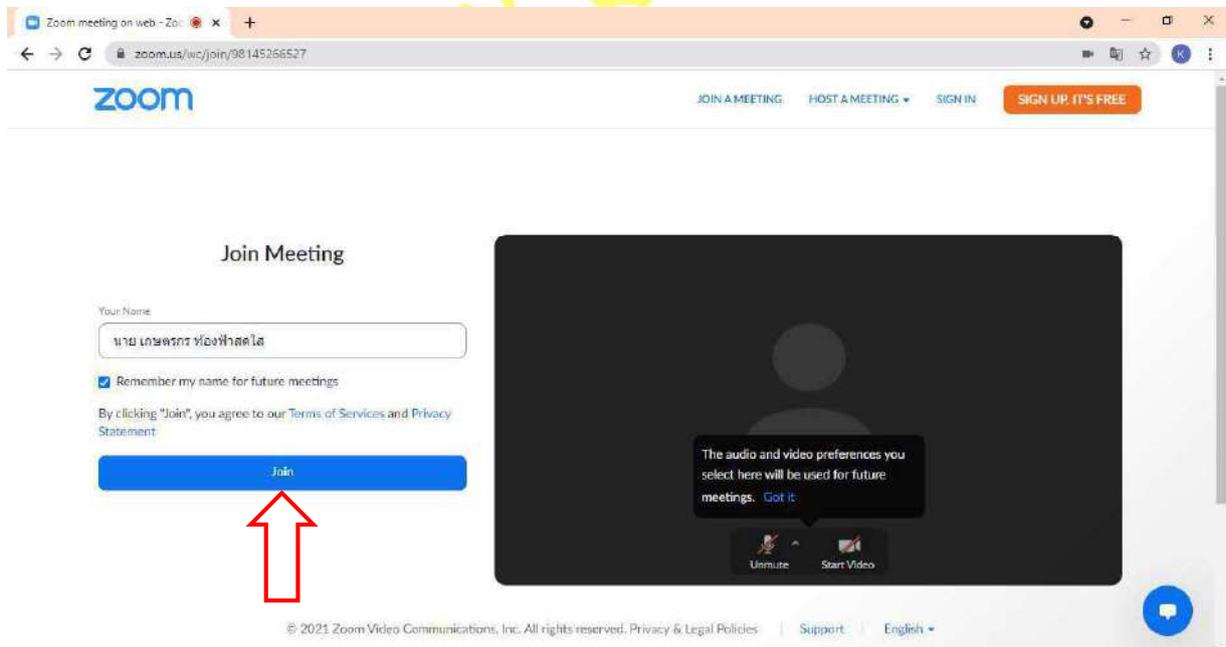 Zoom meeting on web - Zoo
zoom.us/wc/join/98145266527
K
zoom
JOIN A MEETING
HOST A MEETING
SIGN IN
SIGN UP, IT'S FREE
Join Meeting
Your Name
นาย เกษตรกร ท้องฟ้าสดใส
Remember my name for future meetings
By clicking "Join", you agree to our Terms of Services and Privacy
Statement
Join
The audio and video preferences you
select here will be used for future
meetings. Got it
Unmute
Start Video
© 2021 Zoom Video Communications, Inc. All rights reserved. Privacy & Legal Policies
Support
English